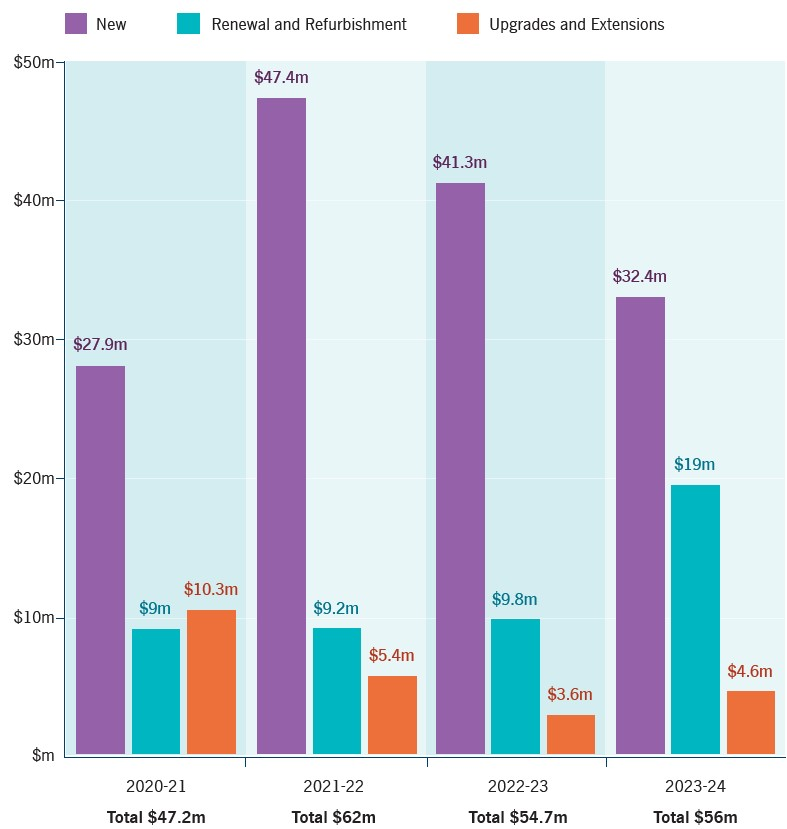 New Renewal and Refurbishment Upgrades and Extensions
$50m
$47.4m
$41.3m
$40m
$32.4m
$30m
$27.9m
$20m
$19m
$10m
$9m
$10.3m
$9.2m
$5.4m
$9.8m
$3.6m
$4.6m
$m
2020-21 2021-22 2022-23 2023-24
Total $47.2m Total $62m Total $54.7m Total $56m